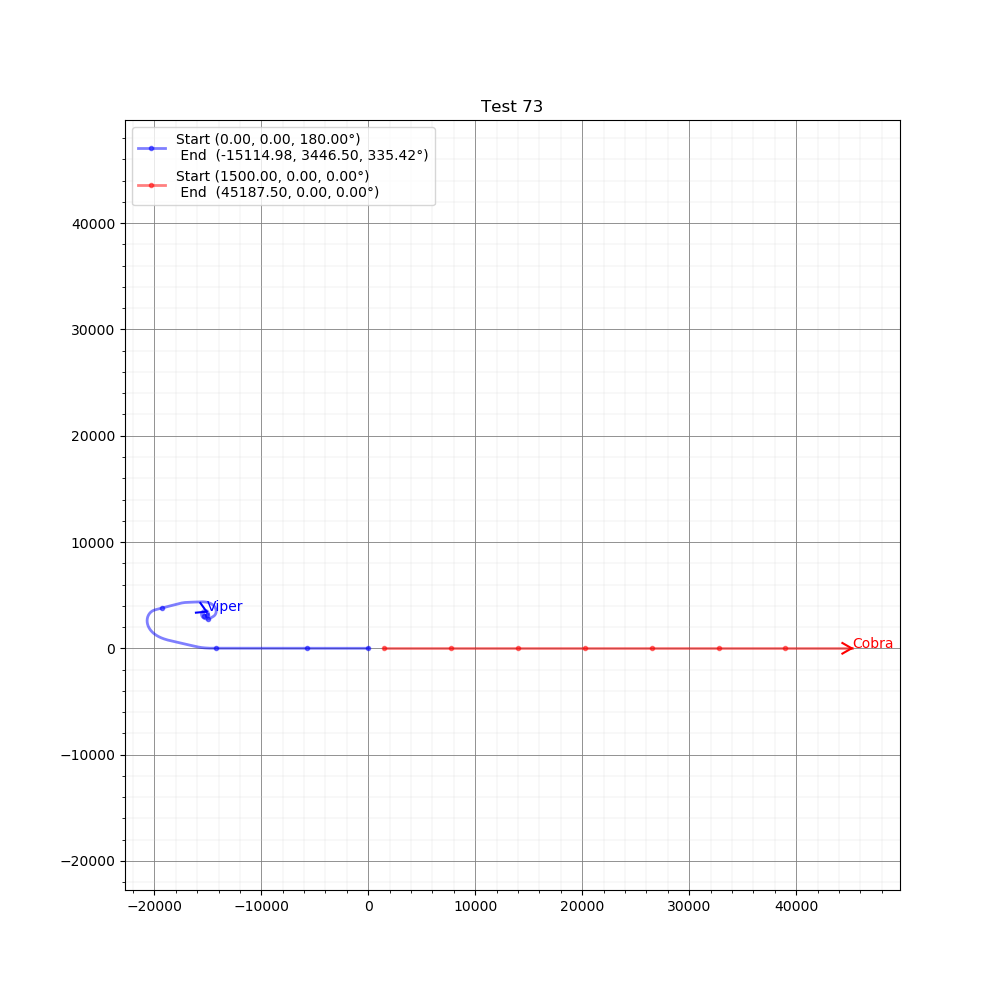 Test 73
Start (0.00, 0.00, 180.00°)
End  (-15114.98, 3446.50, 335.42°)
Start (1500.00, 0.00, 0.00°)
End  (45187.50, 0.00, 0.00°)
40000
30000
20000
10000
0
−10000
−20000
Viper
Cobra
−20000
−10000
0
10000
20000
30000
40000